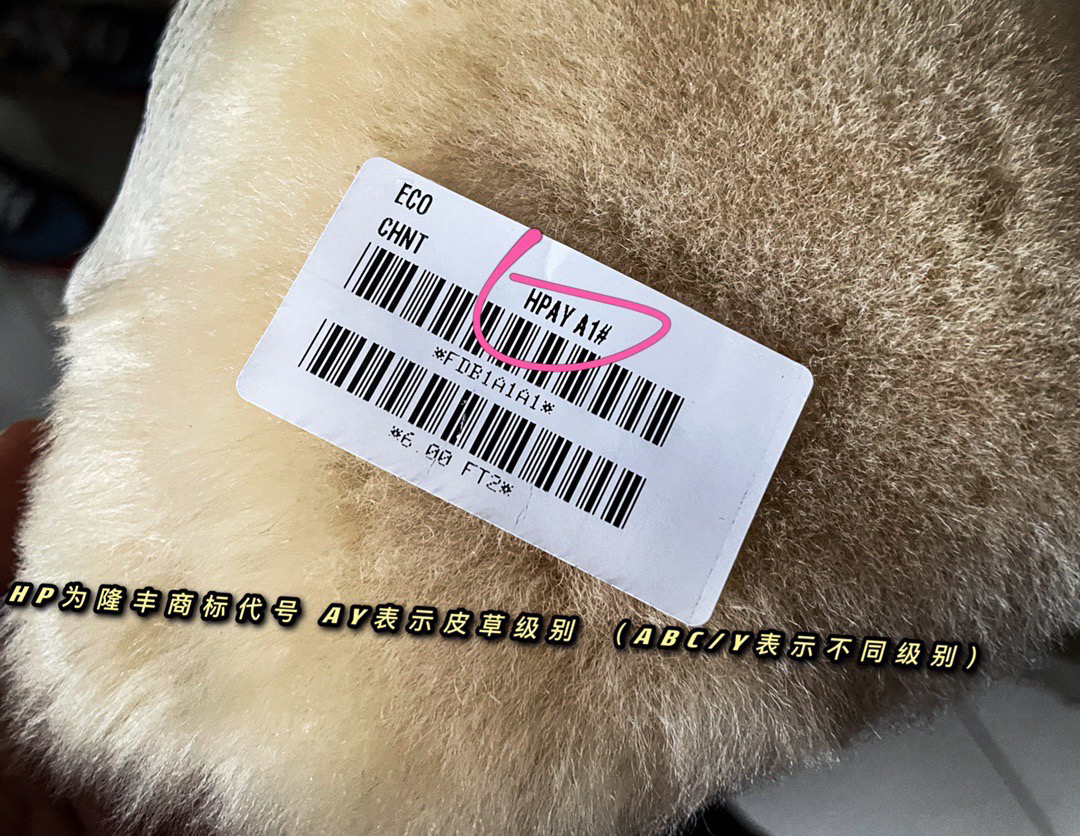 ECO
CHNT
HPAY A1#
*FDB1A1A1*
*6.00 FT2*
HP为隆丰商标代号 AY表示皮草级别 （ABC/Y表示不同级别）